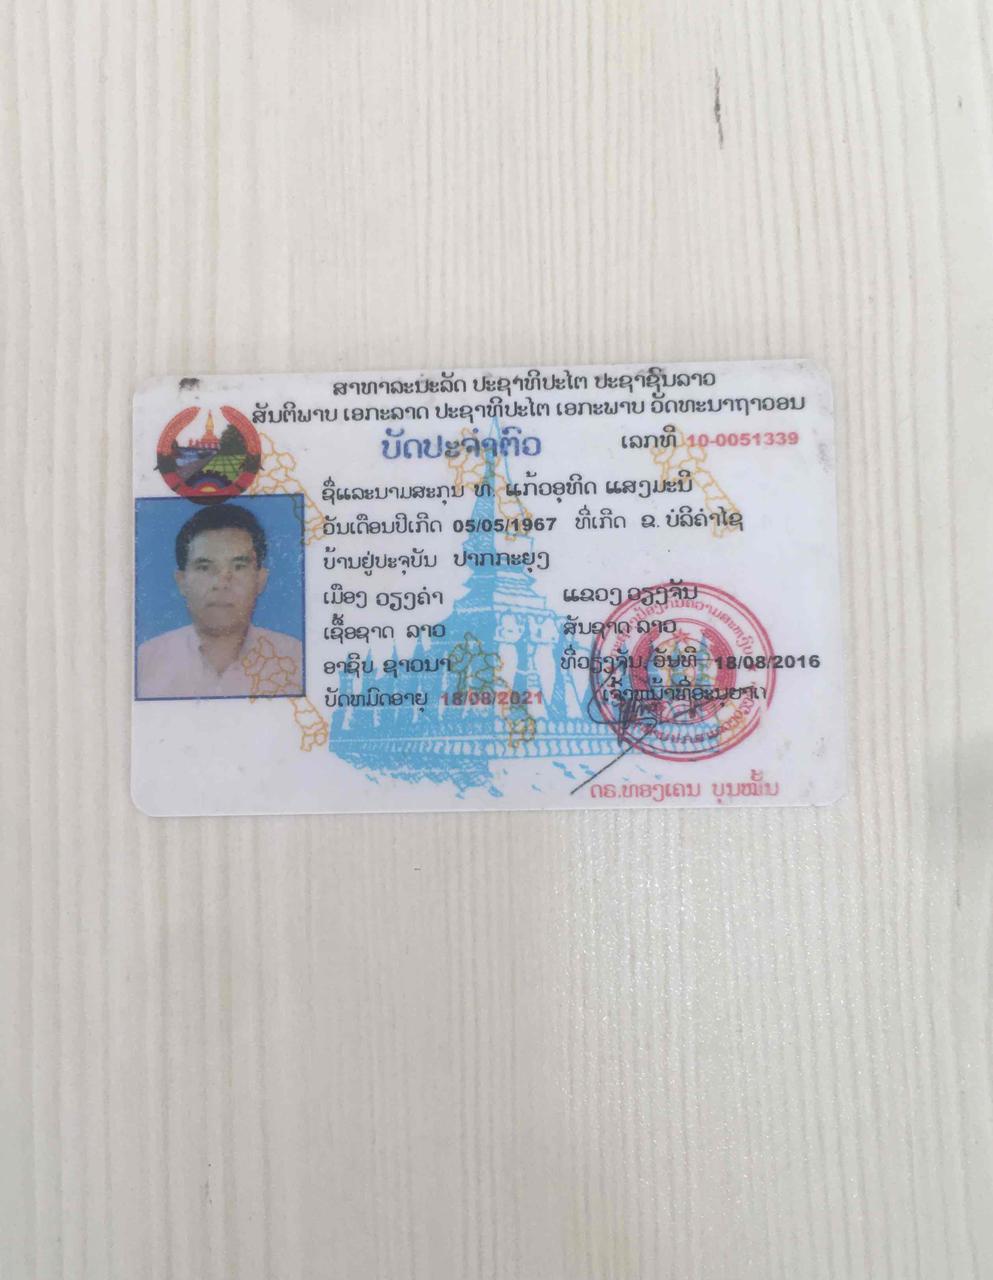 ສາທາລະນະລັດ ປະຊາທິປະໄຕ ປະຊາຊົນລາວ
ສັນຕິພາບ ເອກະລາດ ປະຊາທິປະໄຕ ເອກະພາບ ວັດທະນາຖາວອນ
ບັດປະຈຳຕົວ ເລກທີ 10-0051339
ຊື່ແລະນາມສະກຸນ ທ. ແກ້ວອຸທິດ ແສງມະນີ
ວັນເດືອນປີເກີດ 05/05/1967 ທີ່ເກີດ ຂ. ບໍລິຄຳໄຊ
ບ້ານຢູ່ປະຈຸບັນ ປາກກະຍຸງ
ເມືອງ ວຽງຄຳ ແຂວງ ວຽງຈັນ
ເຊື້ອຊາດ ລາວ ສັນຊາດ ລາວ
ອາຊີບ ຊາວນາ ທີ່ວຽງຈັນ, ວັນທີ 18/08/2016
ບັດຫມົດອາຍຸ 18/08/2021 ເຈົ້າຫນ້າທີ່ອະນຸຍາດ
ດຣ.ທອງເຄນ ບຸນໝັ້ນ